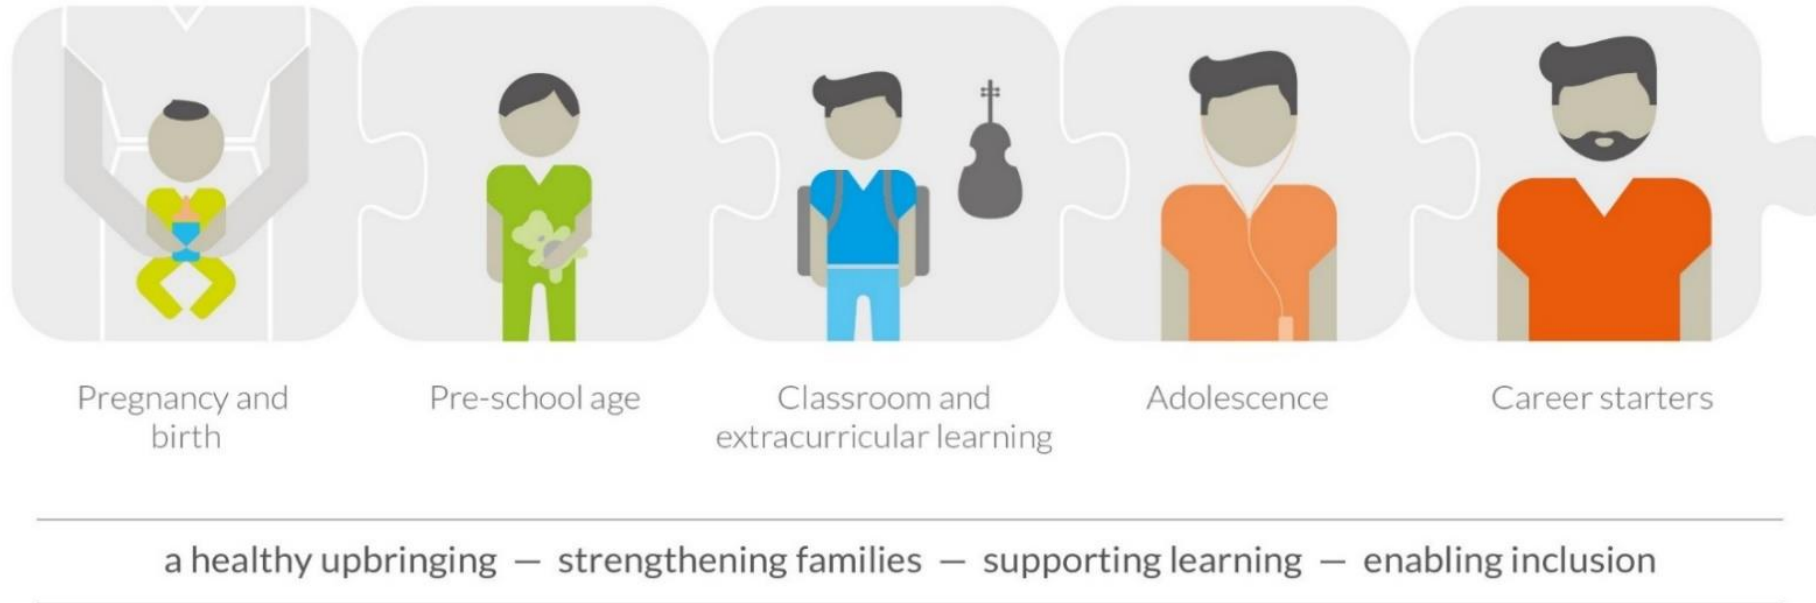 Pregnancy and
birth
Pre-school age
Classroom and
extracurricular learning
Adolescence
Career starters
a healthy upbringing — strengthening families — supporting learning — enabling inclusion